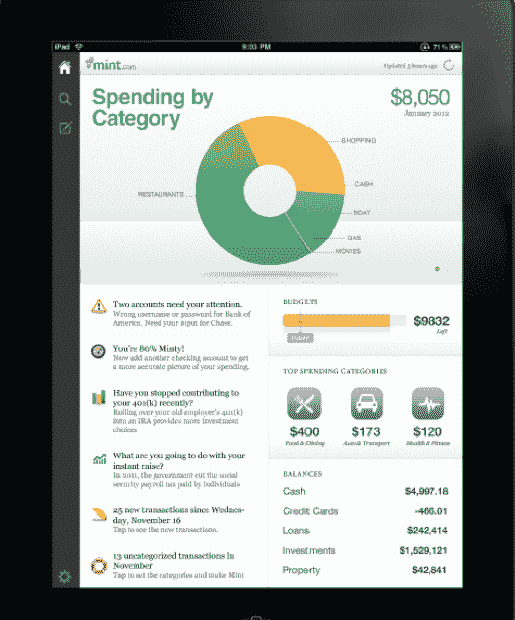 iPad
9:03 PM
71%
mint.com
Updated 3 hours ago
Spending by
Category
$8,050
January 2012
SHOPPING
CASH
RESTAURANTS
BOAT
GAS
MOVIES
Two accounts need your attention.
Wrong username or password for Bank of
America. Need your input for Chase.
You're 80% Minty!
Now add another checking account to get
a more accurate picture of your spending.
Have you stopped contributing to
your 401(k) recently?
Rolling over your old employer's 401(k)
into an IRA provides more investment
choices
What are you going to do with your
instant raise?
In 2011, the government cut the social
security payroll tax paid by individuals
25 new transactions since Wednes-
day, November 16
Tap to see the new transactions.
13 uncategorized transactions in
November
Tap to set the categories and make Mint
BUDGETS
$9832
Left
TODAY
TOP SPENDING CATEGORIES
$400
Food & Dining
$173
Auto & Transport
$120
Health & Fitness
BALANCES
Cash $4,997.18
Credit Cards -466.01
Loans $242,414
Investments $1,529,121
Property $42,841